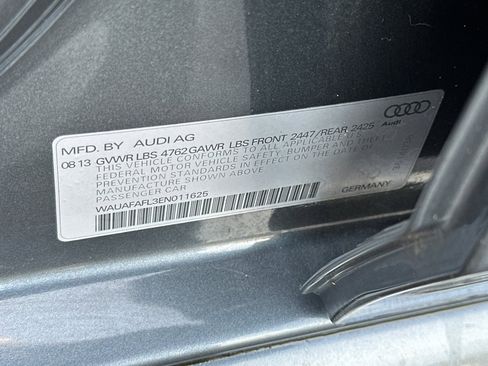 MFD. BY AUDI AG
08 13 GVWR LBS 4762 GAWR LBS FRONT 2447/REAR 2425
THIS VEHICLE CONFORMS TO ALL APPLICABLE U.S.
FEDERAL MOTOR VEHICLE SAFETY, BUMPER AND THEFT
PREVENTION STANDARDS IN EFFECT ON THE DATE OF
MANUFACTURE SHOWN ABOVE
PASSENGER CAR
WAUAFAFL3EN011625
GERMANY
Audi